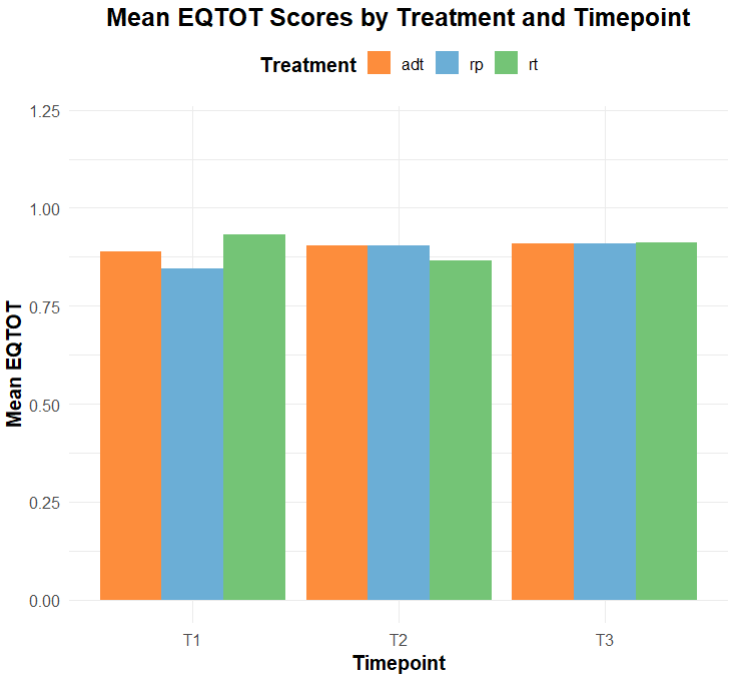 Mean EQTOT Scores by Treatment and Timepoint
Treatment adt rp rt
1.25
1.00
0.75
0.50
0.25
0.00
Mean EQTOT
T1 T2 T3
Timepoint